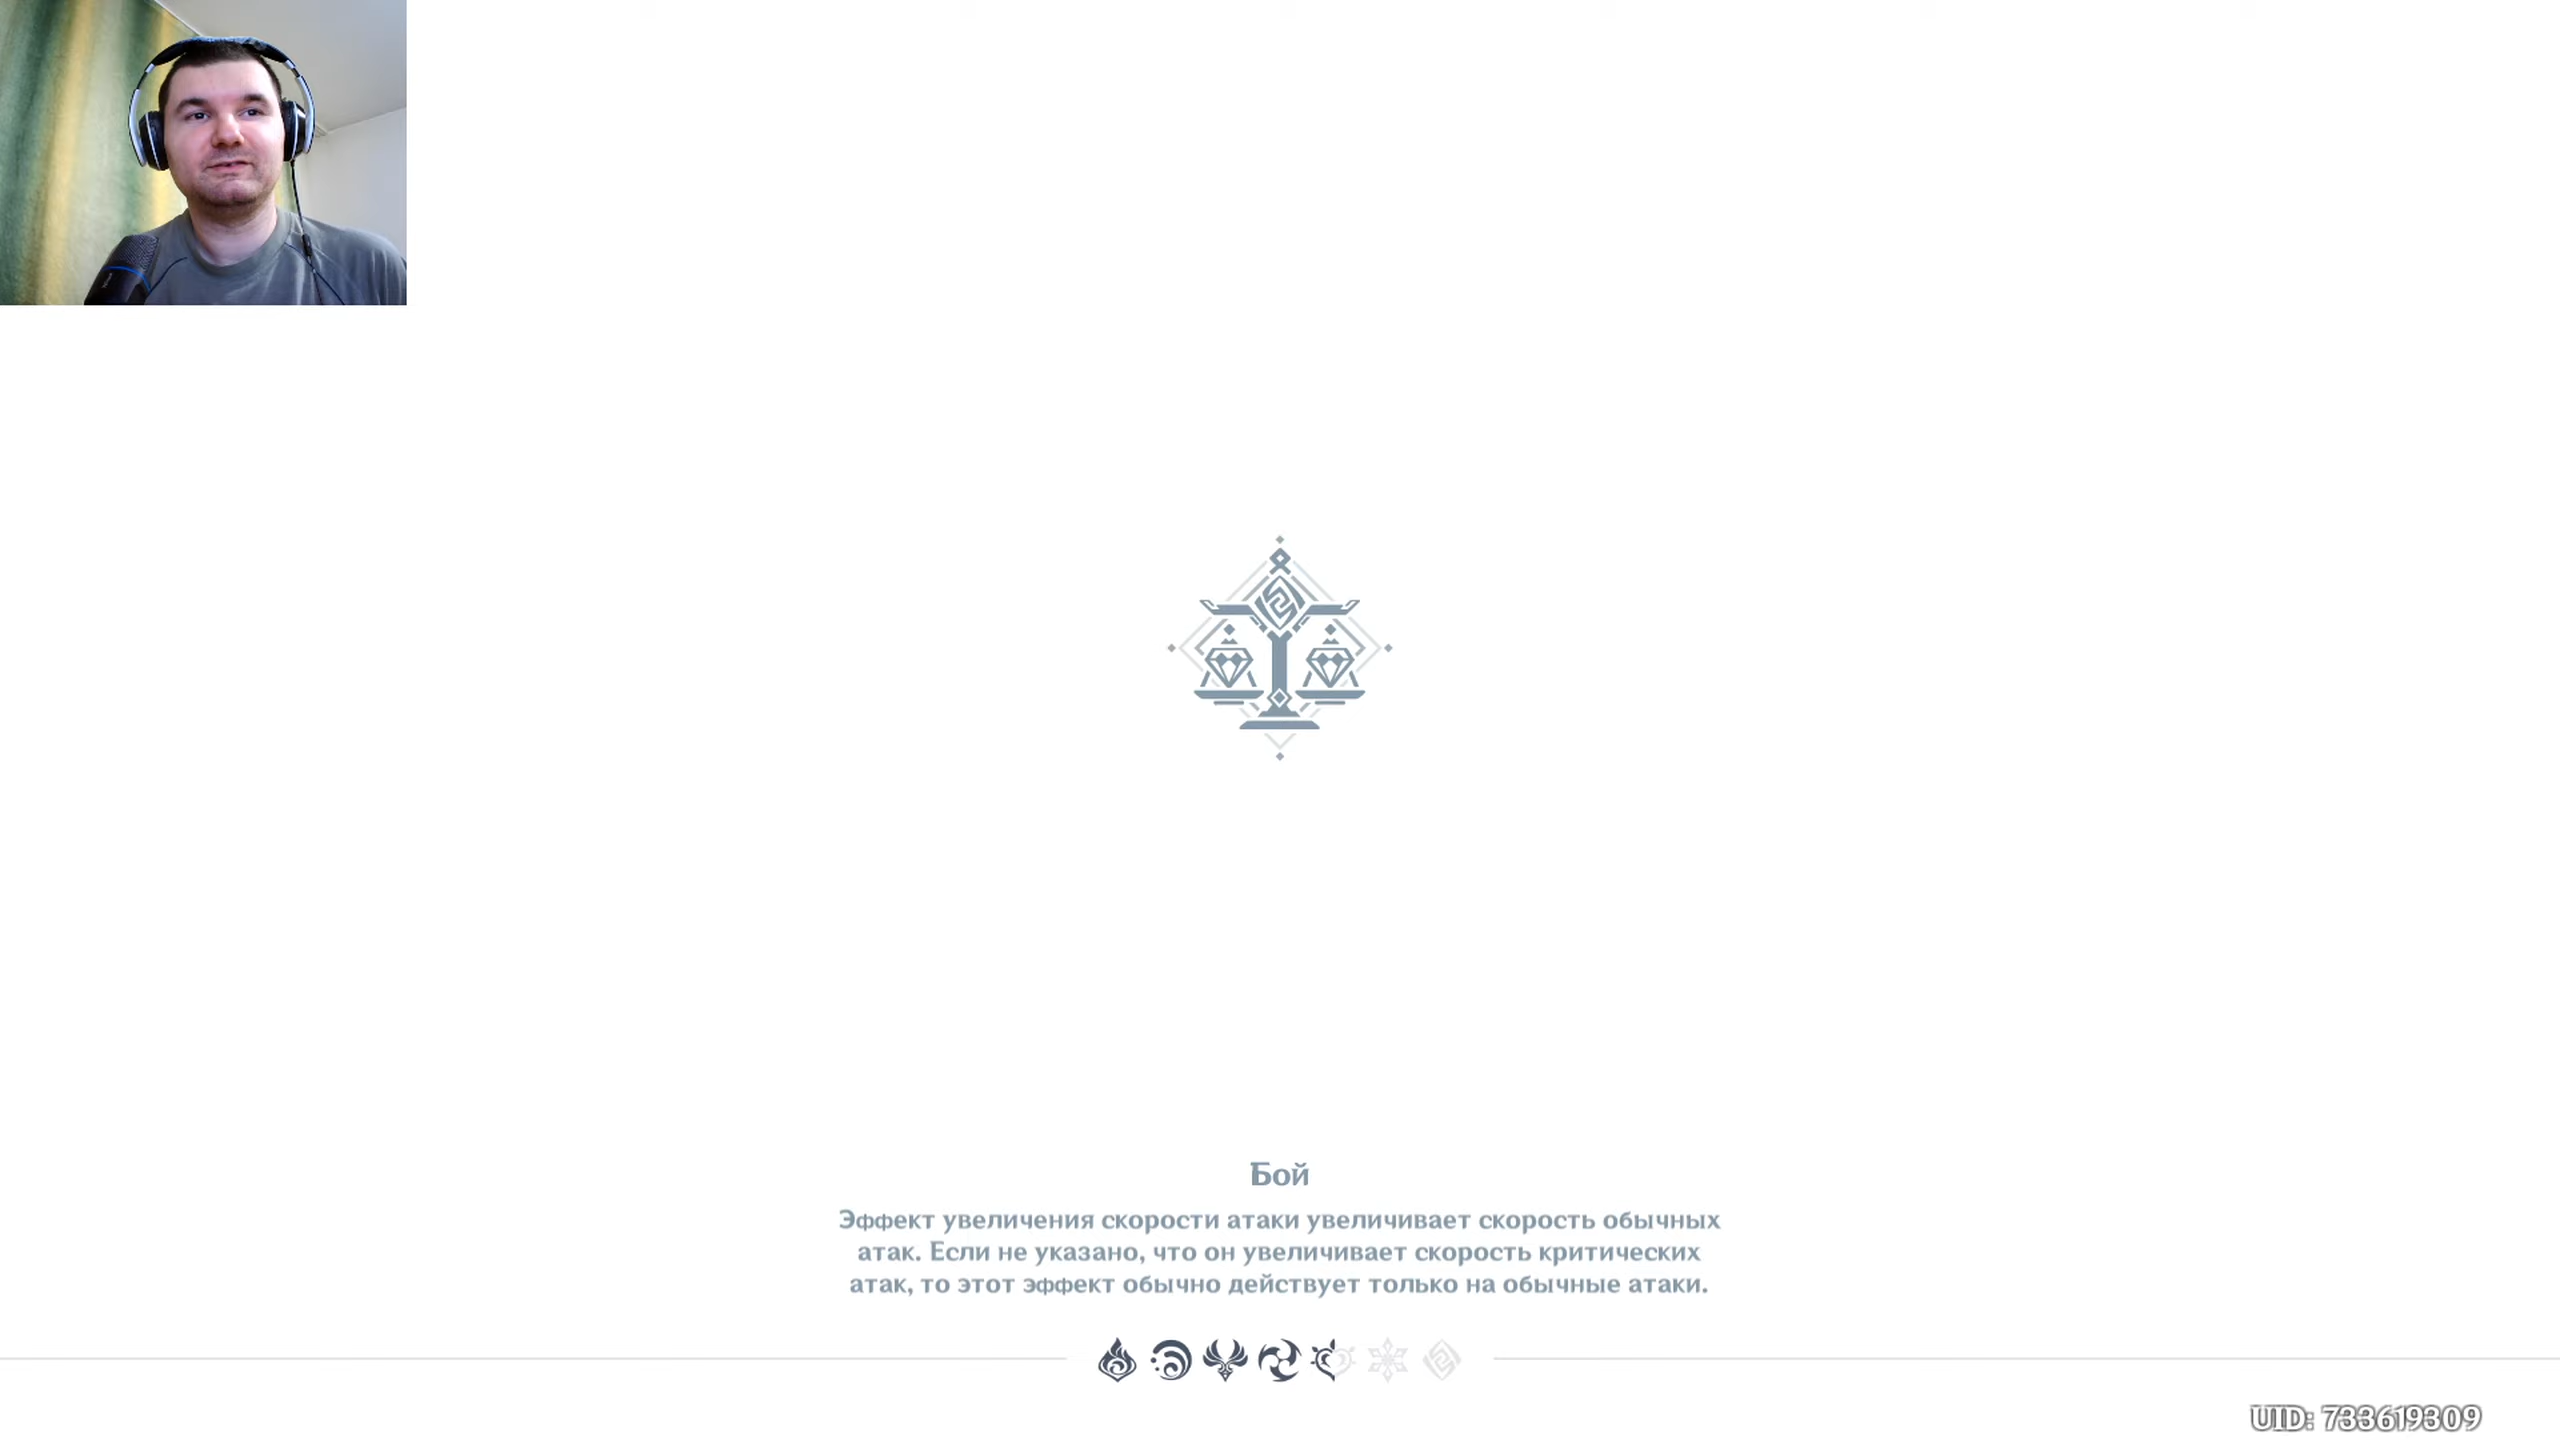 Бой
Эффект увеличения скорости атаки увеличивает скорость обычных
атак. Если не указано, что он увеличивает скорость критических
атак, то этот эффект обычно действует только на обычные атаки.
UID: 733619309